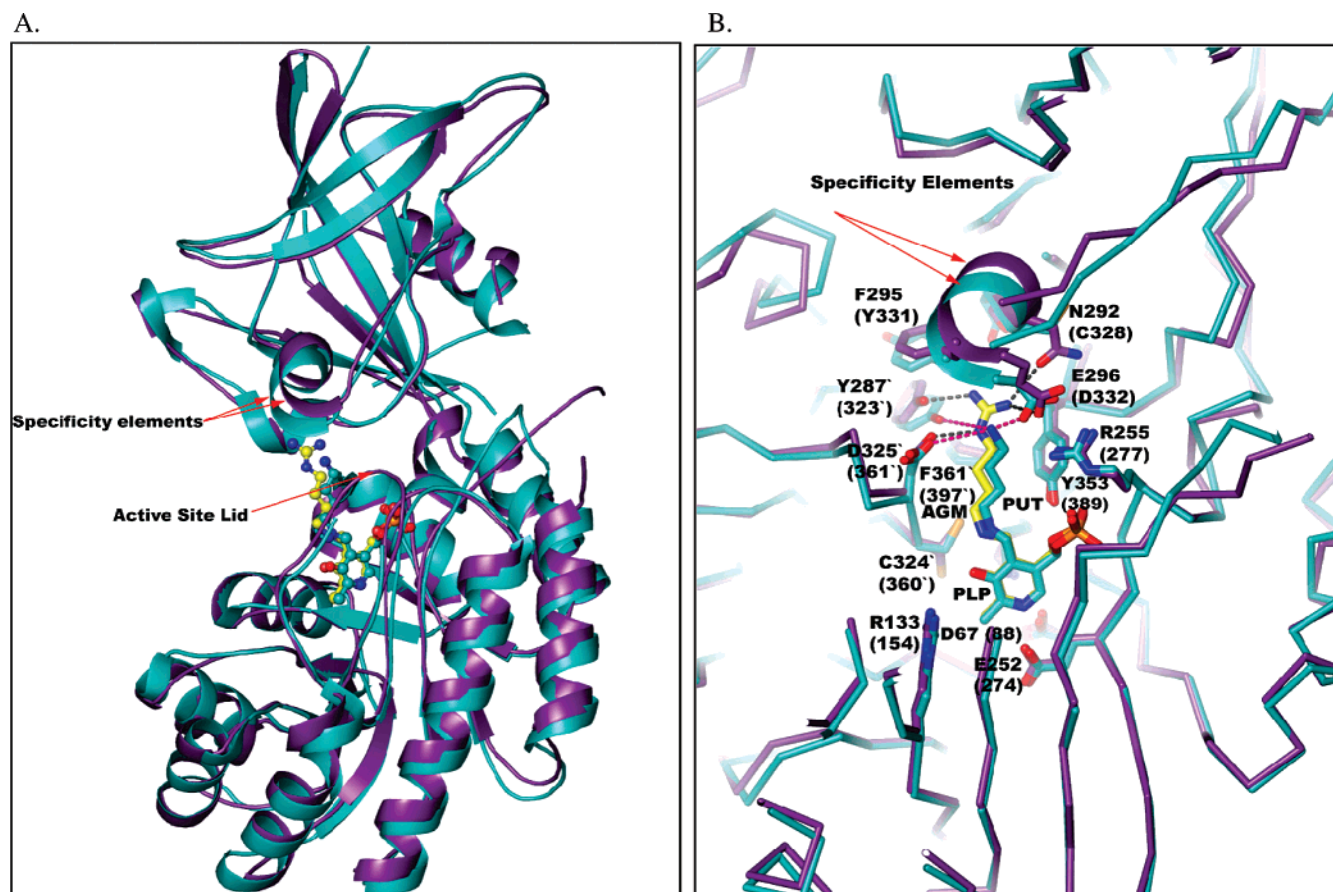 A.
B.
Specificity elements
Active Site Lid
Specificity Elements
F295
(Y331)
N292
(C328)
Y287`
(323`)
E296
(D332)
D325`
(361`)
R255
(277)
F361
(397`)
Y353
(389)
AGM
PUT
C324`
(360`)
PLP
R133
(154)
D67 (88)
E252
(274)